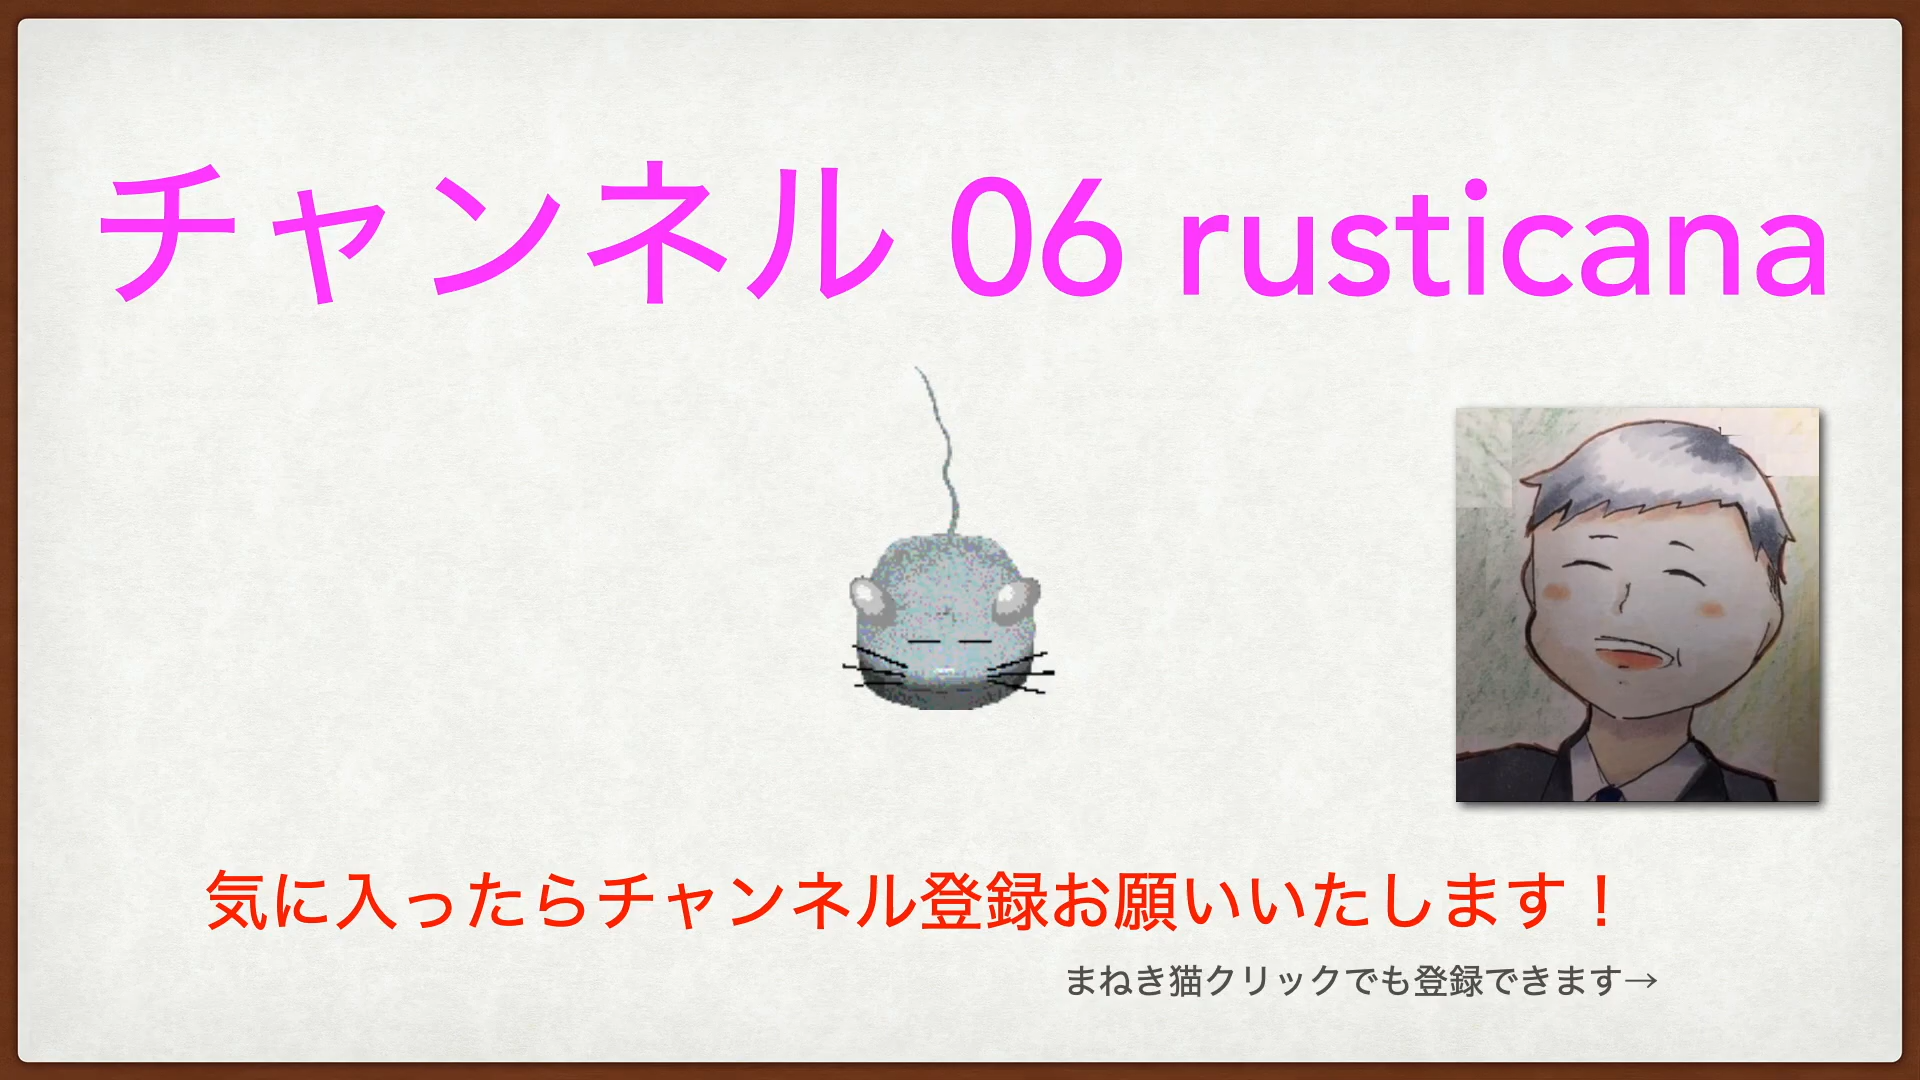 チャンネル 06 rusticana
気に入ったらチャンネル登録お願いいたします！
まねき猫クリックでも登録できます→